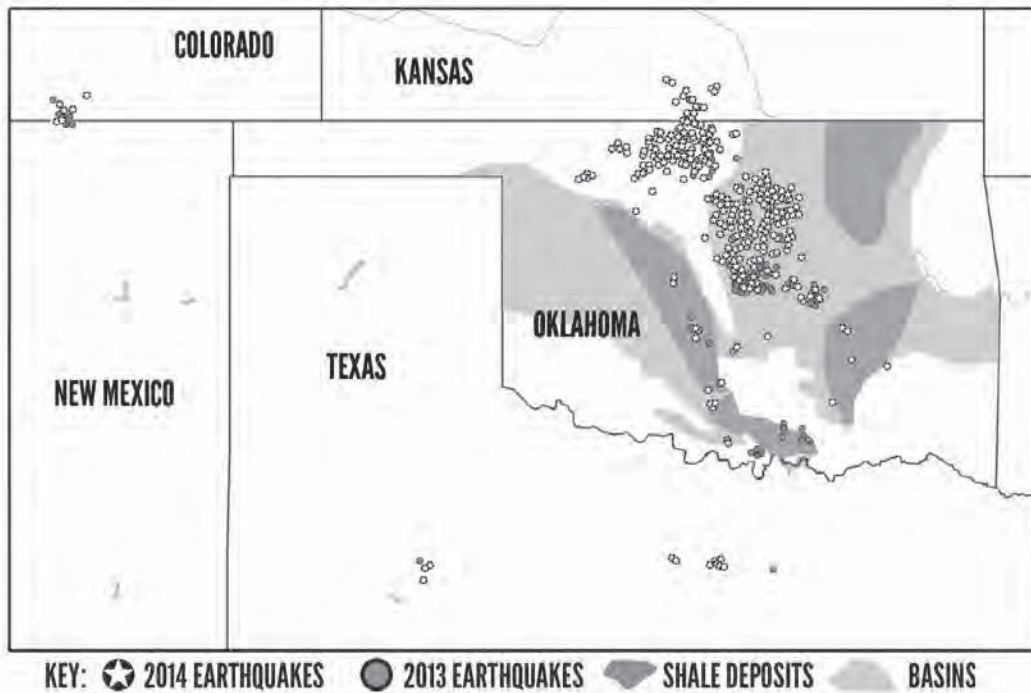 COLORADO
KANSAS
OKLAHOMA
TEXAS
NEW MEXICO
KEY: 2014 EARTHQUAKES 2013 EARTHQUAKES SHALE DEPOSITS BASINS